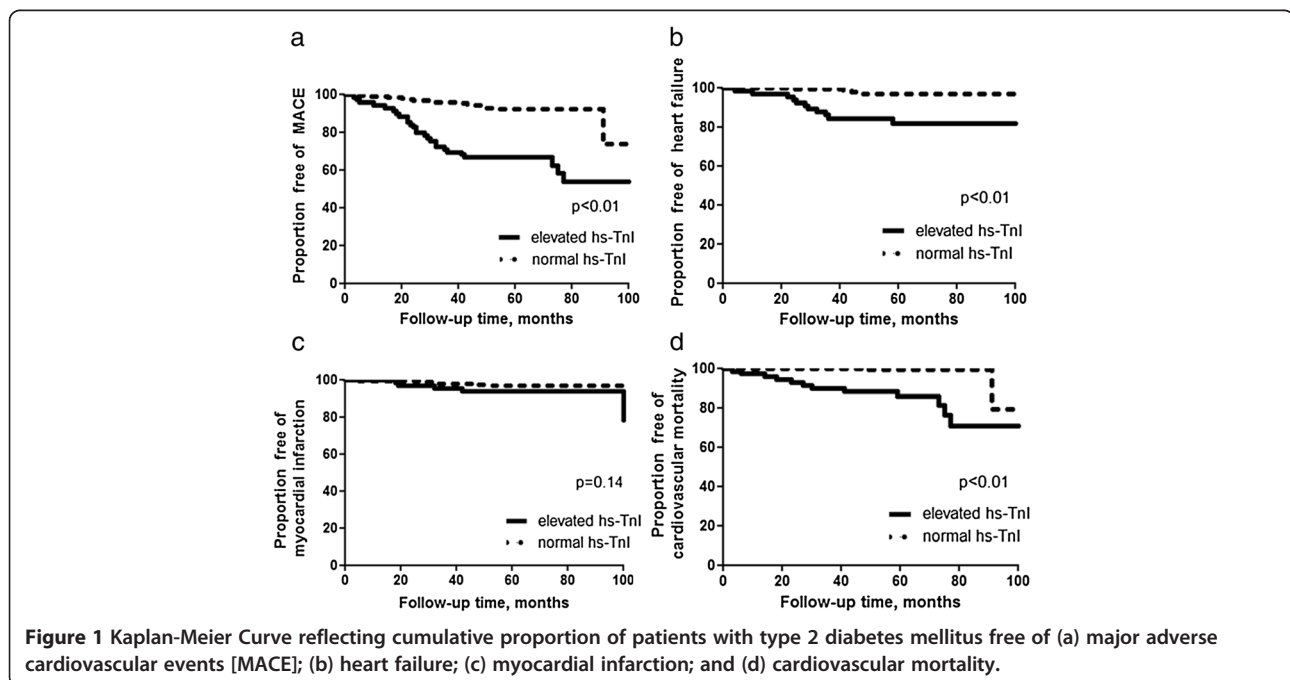 a
Proportion free of MACE
100
80
60
40
20
0
0 20 40 60 80 100
Follow-up time, months
p<0.01
elevated hs-TnI
normal hs-TnI
b
Proportion free of heart failure
100
80
60
40
20
0
0 20 40 60 80 100
Follow-up time, months
p<0.01
elevated hs-TnI
normal hs-TnI
c
Proportion free of
myocardial infarction
100
80
60
40
20
0
0 20 40 60 80 100
Follow-up time, months
p=0.14
elevated hs-TnI
normal hs-TnI
d
Proportion free of
cardiovascular mortality
100
80
60
40
20
0
0 20 40 60 80 100
Follow-up time, months
p<0.01
elevated hs-TnI
normal hs-TnI
Figure 1 Kaplan-Meier Curve reflecting cumulative proportion of patients with type 2 diabetes mellitus free of (a) major adverse
cardiovascular events [MACE]; (b) heart failure; (c) myocardial infarction; and (d) cardiovascular mortality.